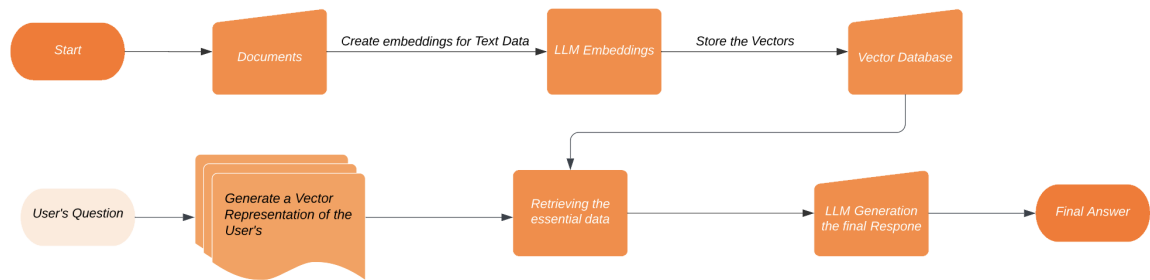 Start
Documents
Create embeddings for Text Data
LLM Embeddings
Store the Vectors
Vector Database
User's Question
Generate a Vector
Representation of the
User's
Retrieving the
essential data
LLM Generation
the final Respone
Final Answer